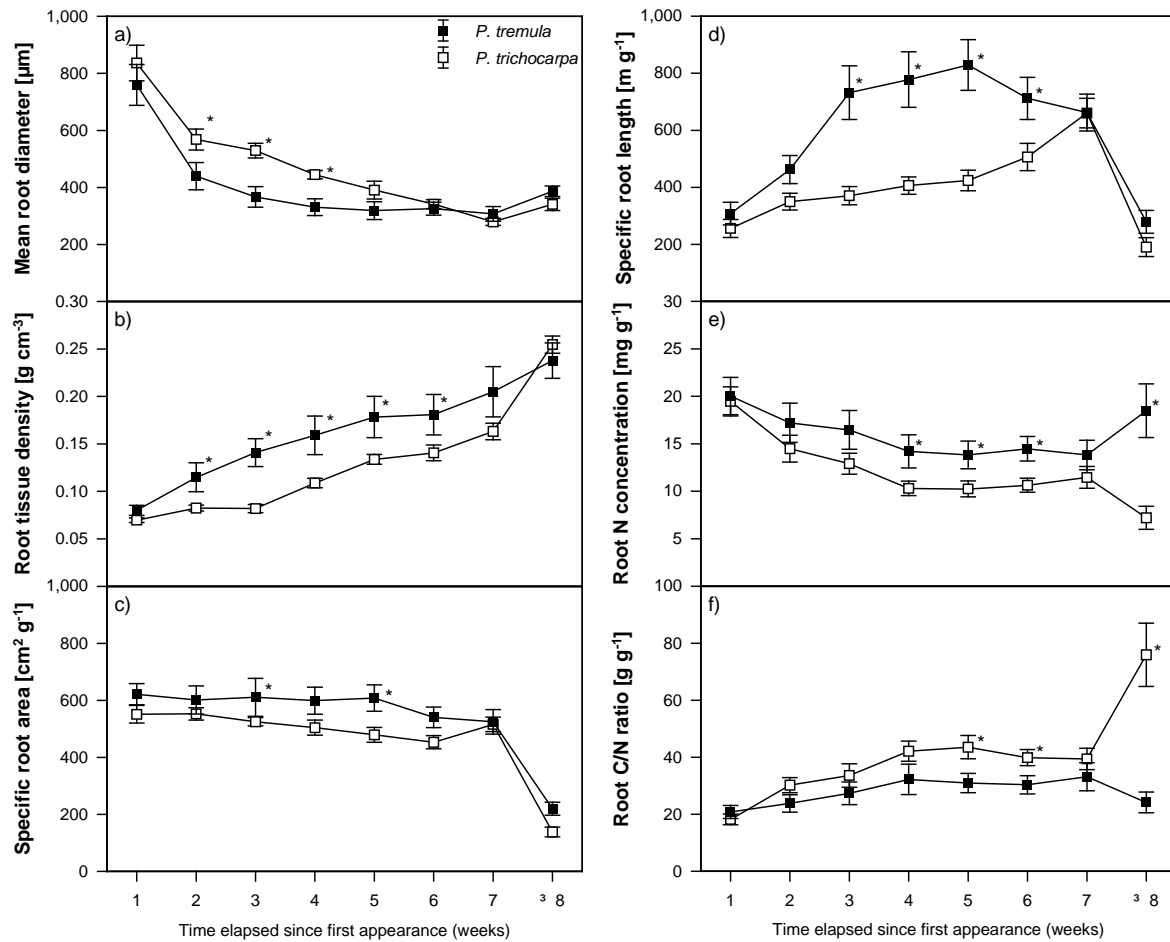 a)
P. tremula
P. trichocarpa
Mean root diameter [µm]
1,000
800
600
400
200
0.30
b)
Root tissue density [g cm-3]
0.25
0.20
0.15
0.10
0.05
1,000
c)
Specific root area [cm2 g-1]
800
600
400
200
0
1 2 3 4 5 6 7 ³ 8
Time elapsed since first appearance (weeks)
d)
Specific root length [m g-1]
1,000
800
600
400
200
30
e)
Root N concentration [mg g-1]
25
20
15
10
5
100
f)
Root C/N ratio [g g-1]
80
60
40
20
0
1 2 3 4 5 6 7 ³ 8
Time elapsed since first appearance (weeks)